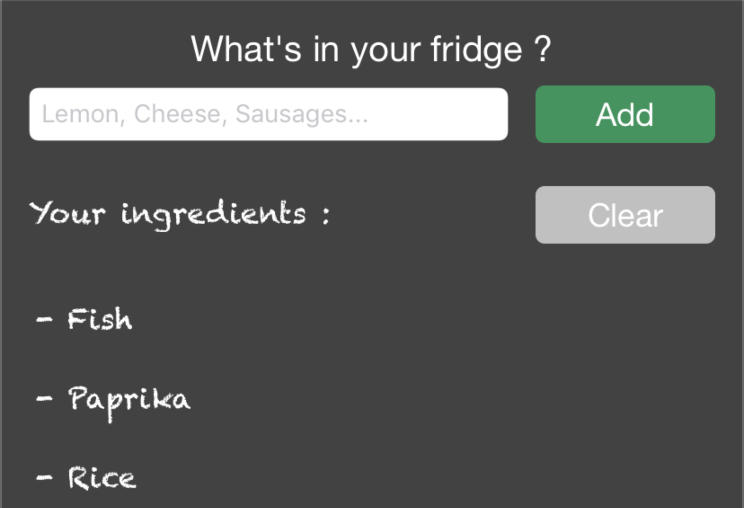 What's in your fridge ?
Lemon, Cheese, Sausages...
Add
Your ingredients :
Clear
- Fish
- Paprika
- Rice